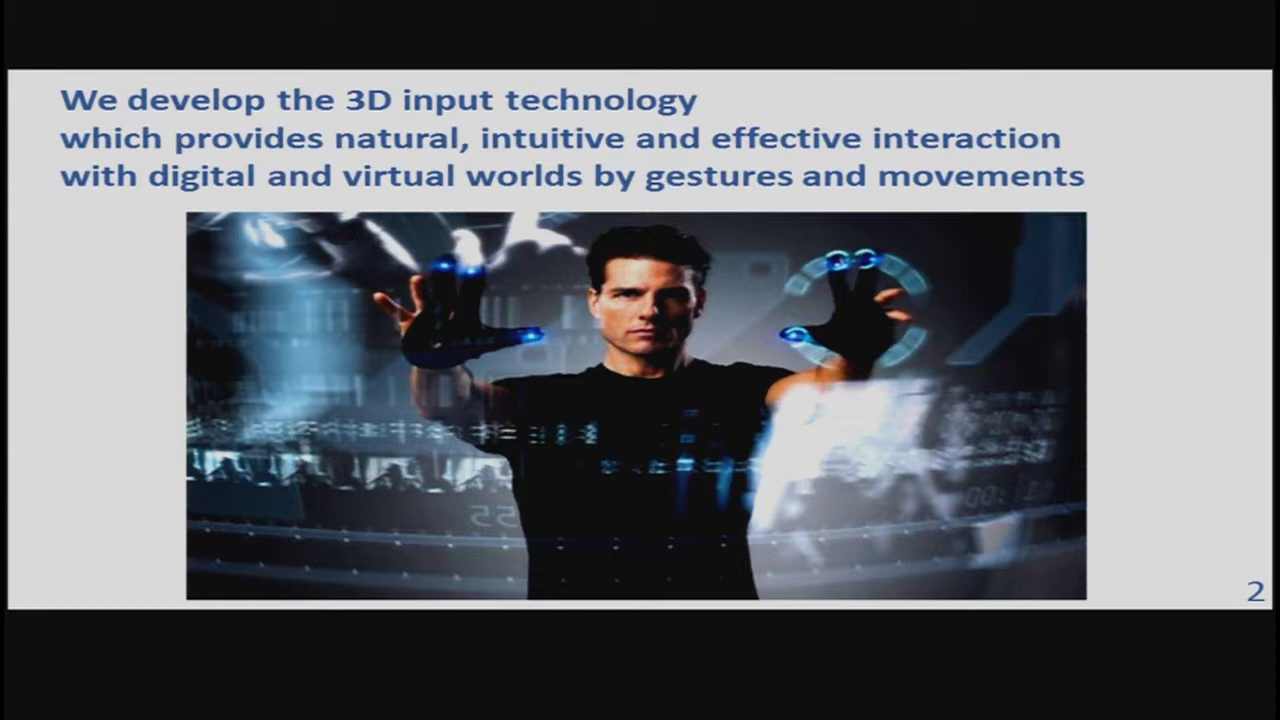 We develop the 3D input technology
which provides natural, intuitive and effective interaction
with digital and virtual worlds by gestures and movements
2